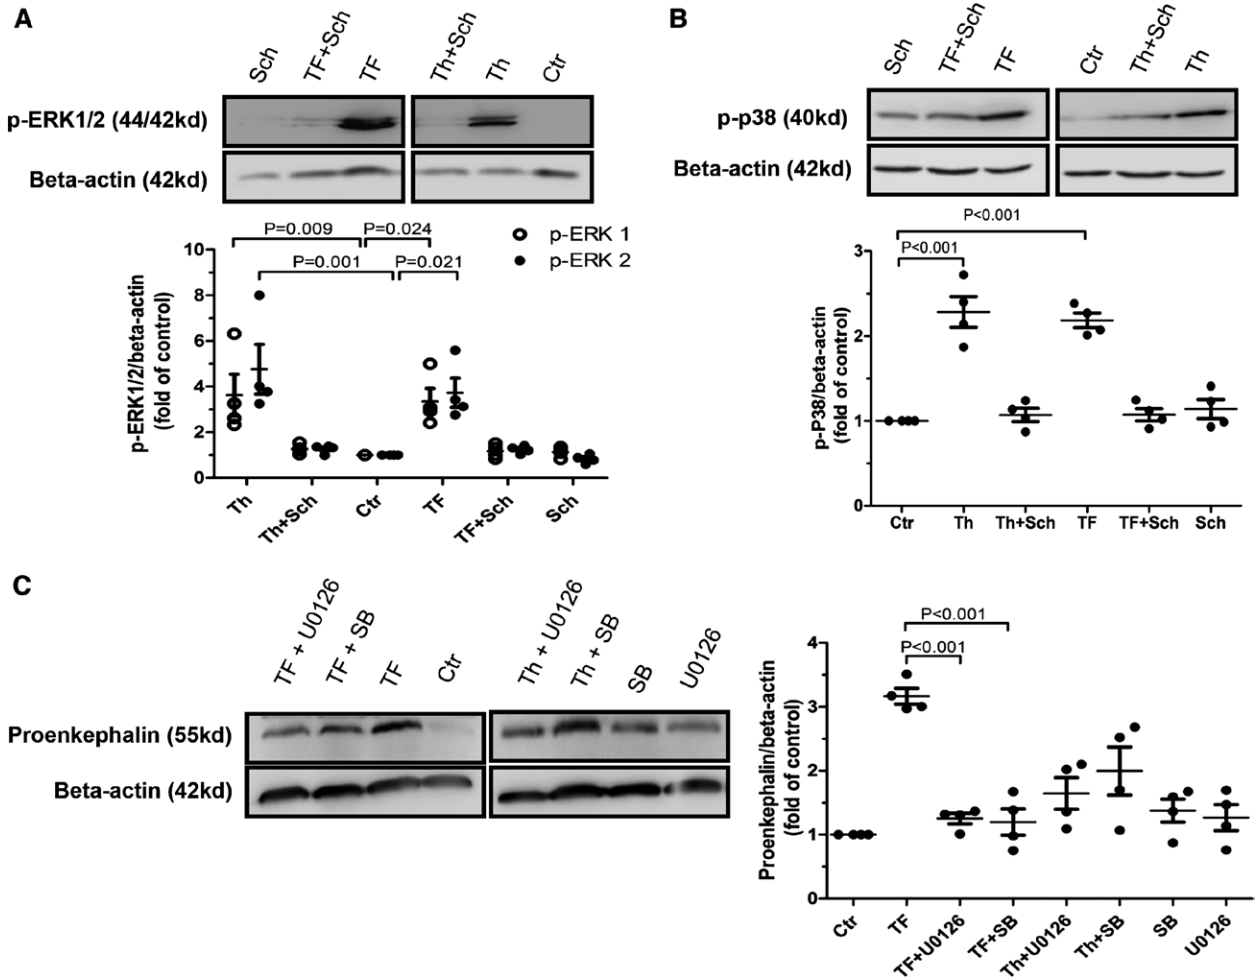 A
Sch
TF+Sch
TF
Th+Sch
Th
Ctr
p-ERK1/2 (44/42kd)
Beta-actin (42kd)
P=0.009
P=0.024
P=0.001
P=0.021
p-ERK 1
p-ERK 2
p-ERK1/2/beta-actin
(fold of control)
10
8
6
4
2
0
Th
Th+Sch
Ctr
TF
TF+Sch
Sch
B
Sch
TF+Sch
TF
Ctr
Th+Sch
Th
p-p38 (40kd)
Beta-actin (42kd)
P<0.001
P<0.001
p-P38/beta-actin
(fold of control)
3
2
1
0
Ctr
Th
Th+Sch
TF
TF+Sch
Sch
C
TF + U0126
TF + SB
TF
Ctr
Th + U0126
Th + SB
SB
U0126
Proenkephalin (55kd)
Beta-actin (42kd)
P<0.001
P<0.001
Proenkephalin/beta-actin
(fold of control)
4
3
2
1
0
Ctr
TF
TF+U0126
TF+SB
Th+U0126
Th+SB
SB
U0126